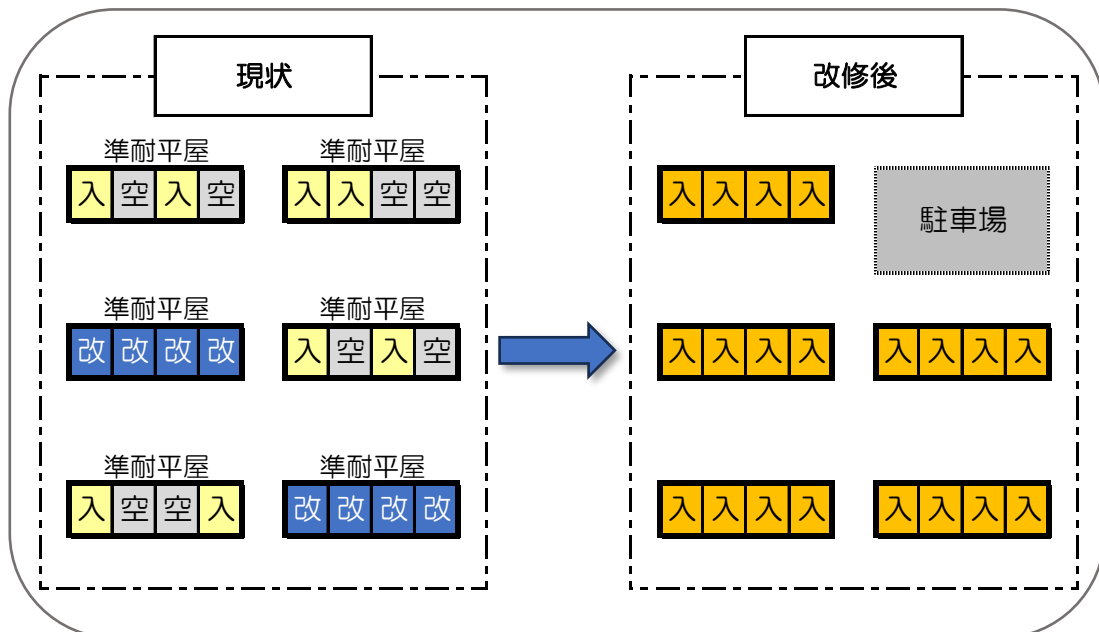 現状
改修後
準耐平屋 準耐平屋
入 空 入 空 入 入 空 空
入 入 入 入
駐車場
準耐平屋 準耐平屋
改 改 改 改 入 空 入 空
入 入 入 入 入 入 入 入
準耐平屋 準耐平屋
入 空 空 入 改 改 改 改
入 入 入 入 入 入 入 入